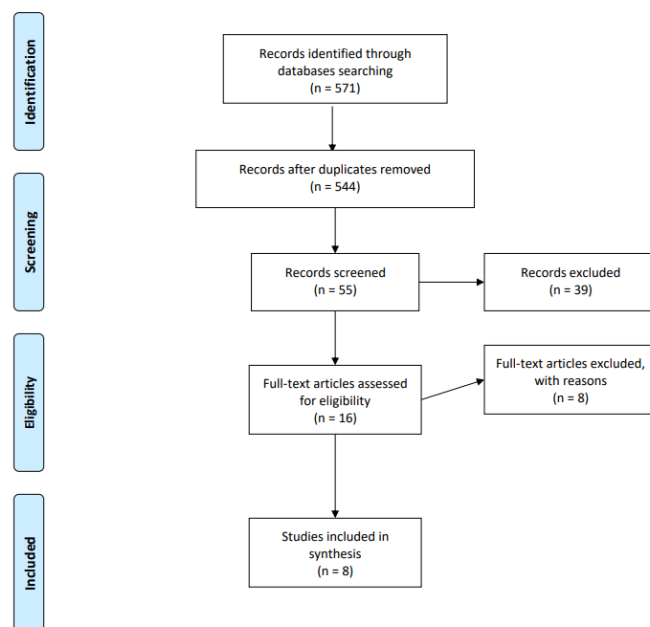 Identification
Records identified through
databases searching
(n = 571)
Records after duplicates removed
(n = 544)
Screening
Records screened
(n = 55)
Records excluded
(n = 39)
Eligibility
Full-text articles assessed
for eligibility
(n = 16)
Full-text articles excluded,
with reasons
(n = 8)
Included
Studies included in
synthesis
(n = 8)